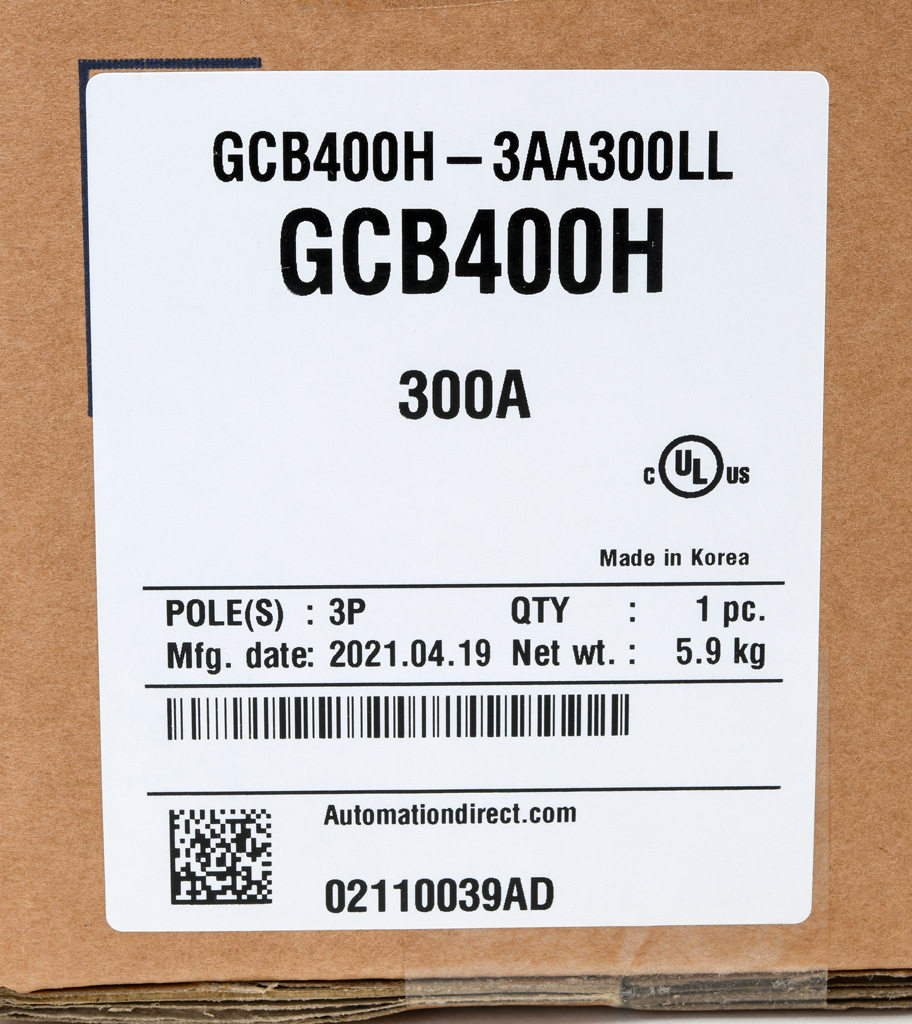 GCB400H – 3AA300LL
GCB400H
300A
C UL US
Made in Korea
POLE(S) : 3P QTY : 1 pc.
Mfg. date: 2021.04.19 Net wt. : 5.9 kg
Automationdirect.com
02110039AD